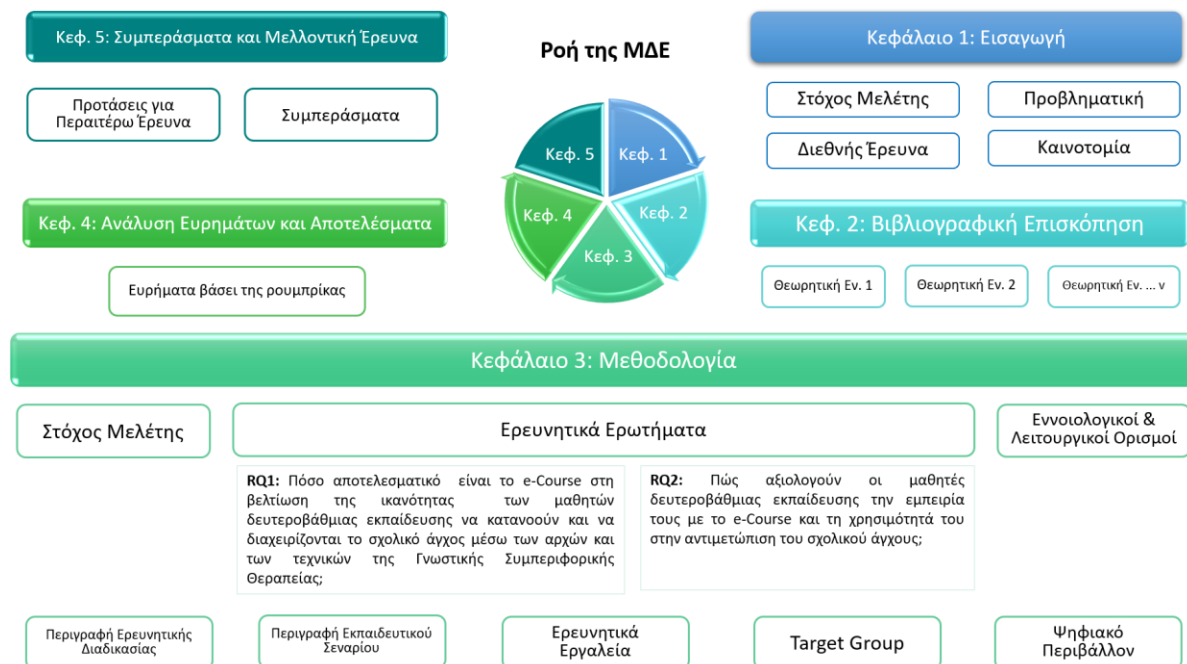 Κεφ. 5: Συμπεράσματα και Μελλοντική Έρευνα
Προτάσεις για
Περαιτέρω Έρευνα
Συμπεράσματα
Ροή της ΜΔΕ
Κεφ. 5
Κεφ. 1
Κεφ. 4
Κεφ. 2
Κεφ. 3
Κεφάλαιο 1: Εισαγωγή
Στόχος Μελέτης
Προβληματική
Διεθνής Έρευνα
Καινοτομία
Κεφ. 4: Ανάλυση Ευρημάτων και Αποτελέσματα
Ευρήματα βάσει της ρουμπρίκας
Κεφ. 2: Βιβλιογραφική Επισκόπηση
Θεωρητική Εν. 1
Θεωρητική Εν. 2
Θεωρητική Εν. ... ν
Κεφάλαιο 3: Μεθοδολογία
Στόχος Μελέτης
Ερευνητικά Ερωτήματα
Εννοιολογικοί &
Λειτουργικοί Ορισμοί
RQ1: Πόσο αποτελεσματικό είναι το e-Course στη
βελτίωση της ικανότητας των μαθητών
δευτεροβάθμιας εκπαίδευσης να κατανοούν και να
διαχειρίζονται το σχολικό άγχος μέσω των αρχών και
των τεχνικών της Γνωστικής Συμπεριφορικής
Θεραπείας;
RQ2: Πώς αξιολογούν οι μαθητές
δευτεροβάθμιας εκπαίδευσης την εμπειρία
τους με το e-Course και τη χρησιμότητά του
στην αντιμετώπιση του σχολικού άγχους;
Περιγραφή Ερευνητικής
Διαδικασίας
Περιγραφή Εκπαιδευτικού
Σεναρίου
Ερευνητικά
Εργαλεία
Target Group
Ψηφιακό
Περιβάλλον